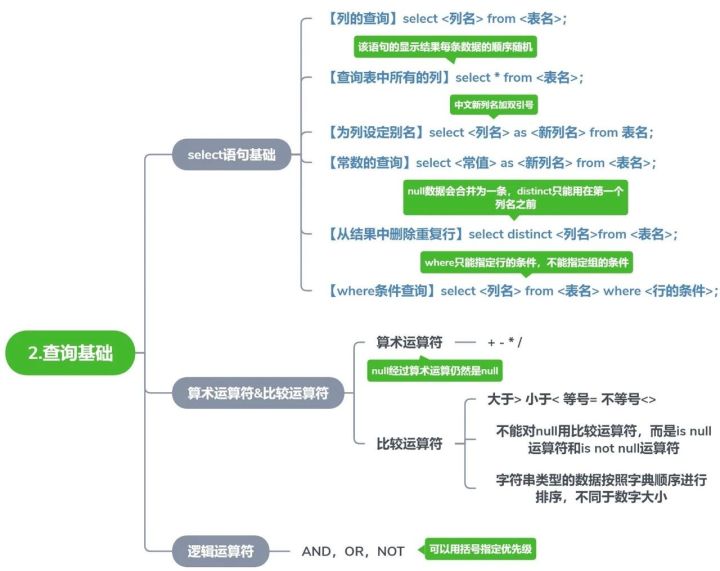 【列的查询】select <列名> from <表名>;
该语句的显示结果每条数据的顺序随机
【查询表中所有的列】select * from <表名>;
中文新列名加双引号
【为列设定别名】select <列名> as <新列名> from 表名;
select语句基础
【常数的查询】select <常值> as <新列名> from <表名>;
null数据会合并为一条，distinct只能用在第一个
列名之前
【从结果中删除重复行】select distinct <列名>from <表名>;
where只能指定行的条件，不能指定组的条件
【where条件查询】select <列名> from <表名> where <行的条件>;
2.查询基础
算术运算符&比较运算符
算术运算符
+ - * /
null经过算术运算仍然是null
比较运算符
大于> 小于< 等号= 不等号<>
不能对null用比较运算符，而是is null
运算符和is not null运算符
字符串类型的数据按照字典顺序进行
排序，不同于数字大小
逻辑运算符
AND，OR，NOT
可以用括号指定优先级